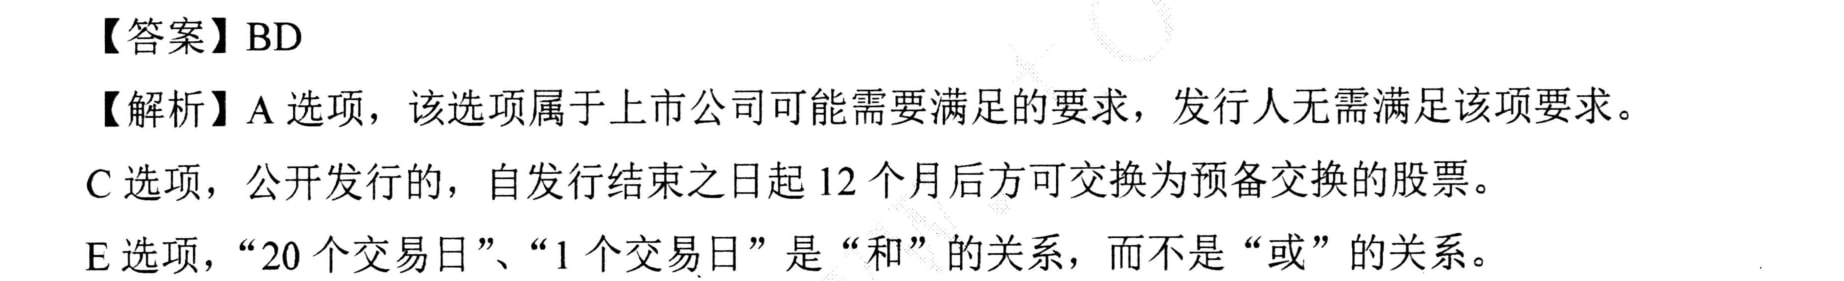 【答案】BD
【解析】A 选项，该选项属于上市公司可能需要满足的要求，发行人无需满足该项要求。
C 选项，公开发行的，自发行结束之日起 12 个月后方可交换为预备交换的股票。
E 选项，“20 个交易日”、“1 个交易日”是“和”的关系，而不是“或”的关系。